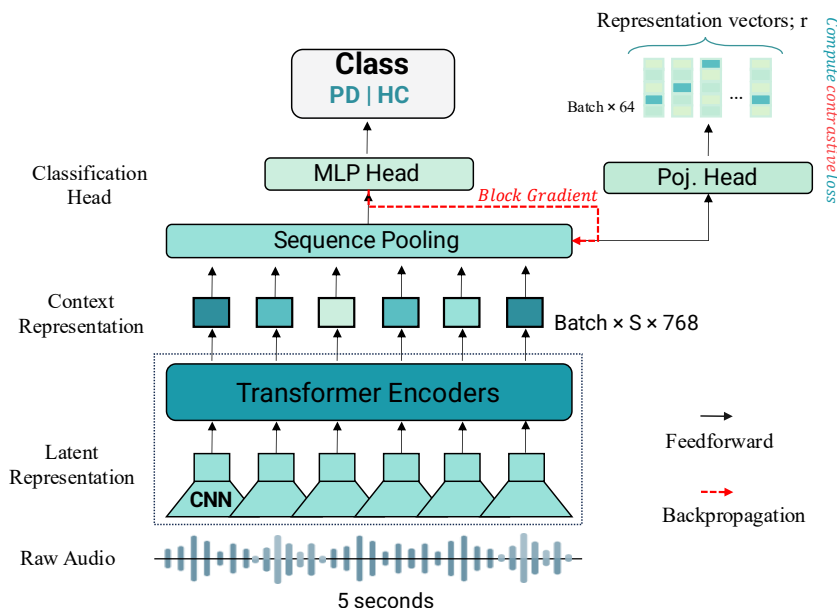 Representation vectors; r
Compute contrastive loss
Class
PD | HC
Batch × 64
...
Classification
Head
MLP Head
Block Gradient
Poj. Head
Sequence Pooling
Context
Representation
Batch × S × 768
Transformer Encoders
Latent
Representation
CNN
Feedforward
Backpropagation
Raw Audio
5 seconds